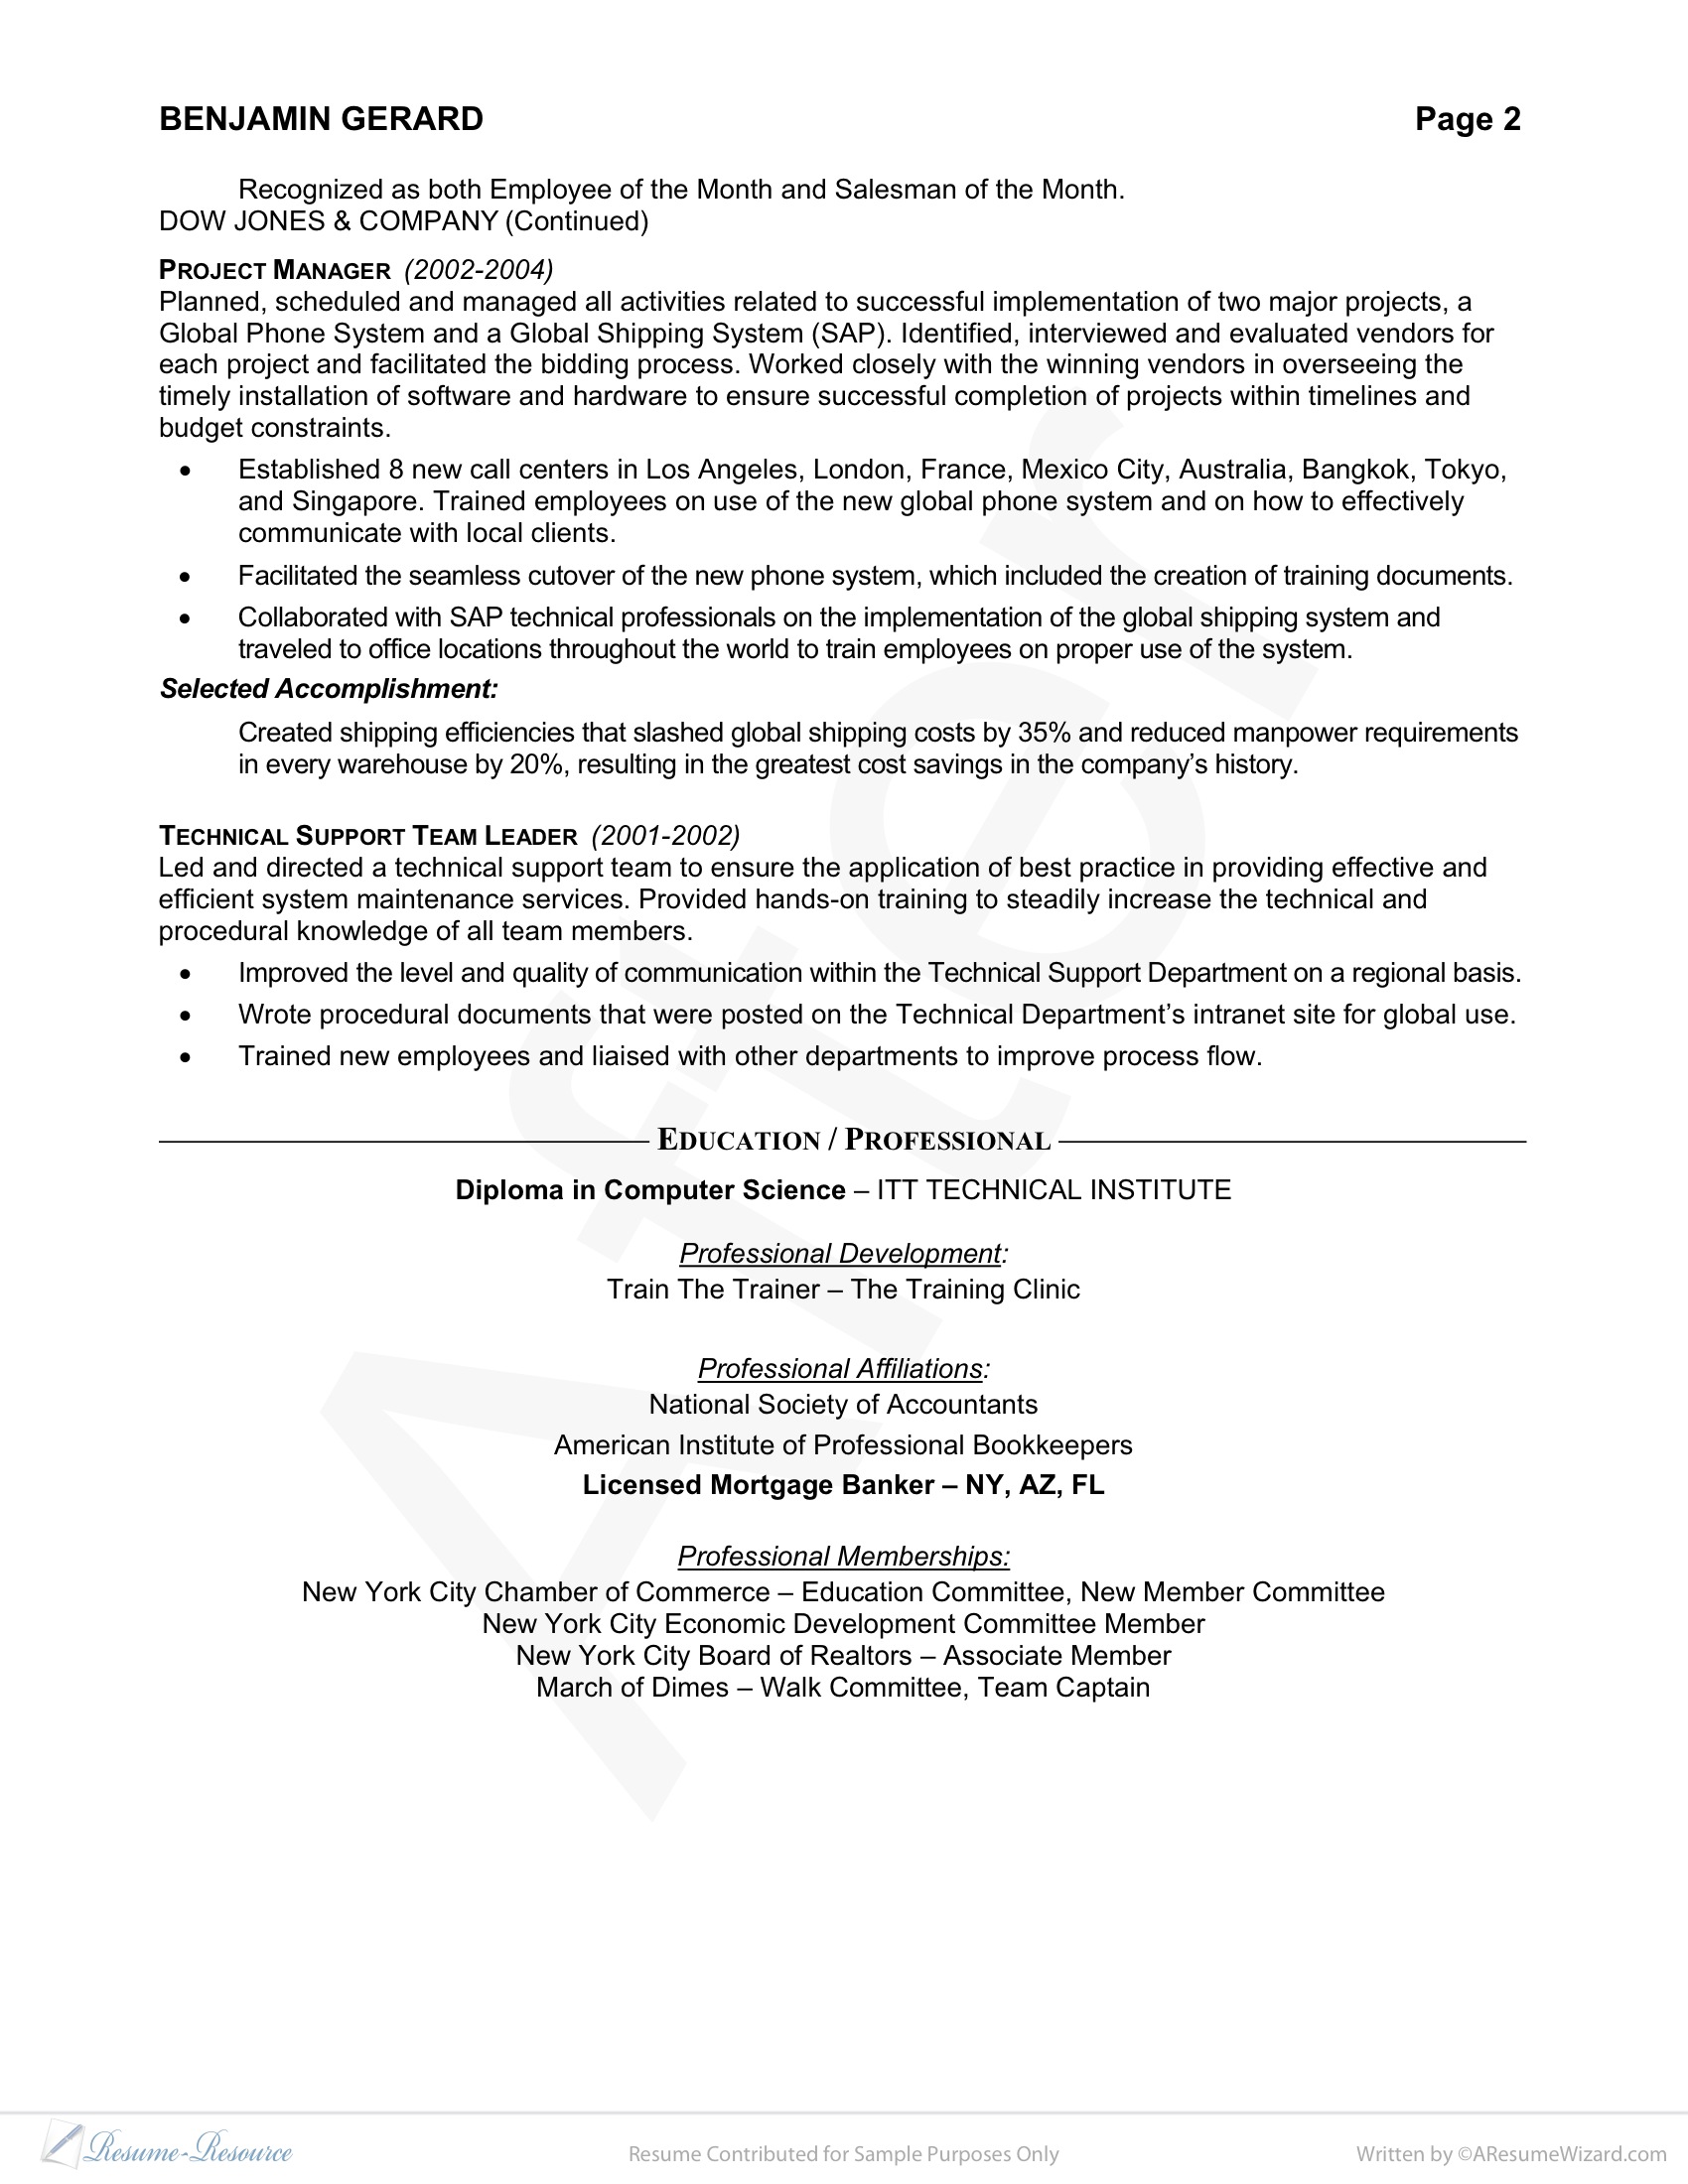 BENJAMIN GERARD Page 2
Recognized as both Employee of the Month and Salesman of the Month.
DOW JONES & COMPANY (Continued)
PROJECT MANAGER (2002-2004)
Planned, scheduled and managed all activities related to successful implementation of two major projects, a
Global Phone System and a Global Shipping System (SAP). Identified, interviewed and evaluated vendors for
each project and facilitated the bidding process. Worked closely with the winning vendors in overseeing the
timely installation of software and hardware to ensure successful completion of projects within timelines and
budget constraints.
• Established 8 new call centers in Los Angeles, London, France, Mexico City, Australia, Bangkok, Tokyo,
and Singapore. Trained employees on use of the new global phone system and on how to effectively
communicate with local clients.
• Facilitated the seamless cutover of the new phone system, which included the creation of training documents.
• Collaborated with SAP technical professionals on the implementation of the global shipping system and
traveled to office locations throughout the world to train employees on proper use of the system.
Selected Accomplishment:
Created shipping efficiencies that slashed global shipping costs by 35% and reduced manpower requirements
in every warehouse by 20%, resulting in the greatest cost savings in the company’s history.
TECHNICAL SUPPORT TEAM LEADER (2001-2002)
Led and directed a technical support team to ensure the application of best practice in providing effective and
efficient system maintenance services. Provided hands-on training to steadily increase the technical and
procedural knowledge of all team members.
• Improved the level and quality of communication within the Technical Support Department on a regional basis.
• Wrote procedural documents that were posted on the Technical Department’s intranet site for global use.
• Trained new employees and liaised with other departments to improve process flow.
EDUCATION / PROFESSIONAL
Diploma in Computer Science – ITT TECHNICAL INSTITUTE
Professional Development:
Train The Trainer – The Training Clinic
Professional Affiliations:
National Society of Accountants
American Institute of Professional Bookkeepers
Licensed Mortgage Banker – NY, AZ, FL
Professional Memberships:
New York City Chamber of Commerce – Education Committee, New Member Committee
New York City Economic Development Committee Member
New York City Board of Realtors – Associate Member
March of Dimes – Walk Committee, Team Captain
After
Resume-Resource Resume Contributed for Sample Purposes Only Written by ©AResumeWizard.com